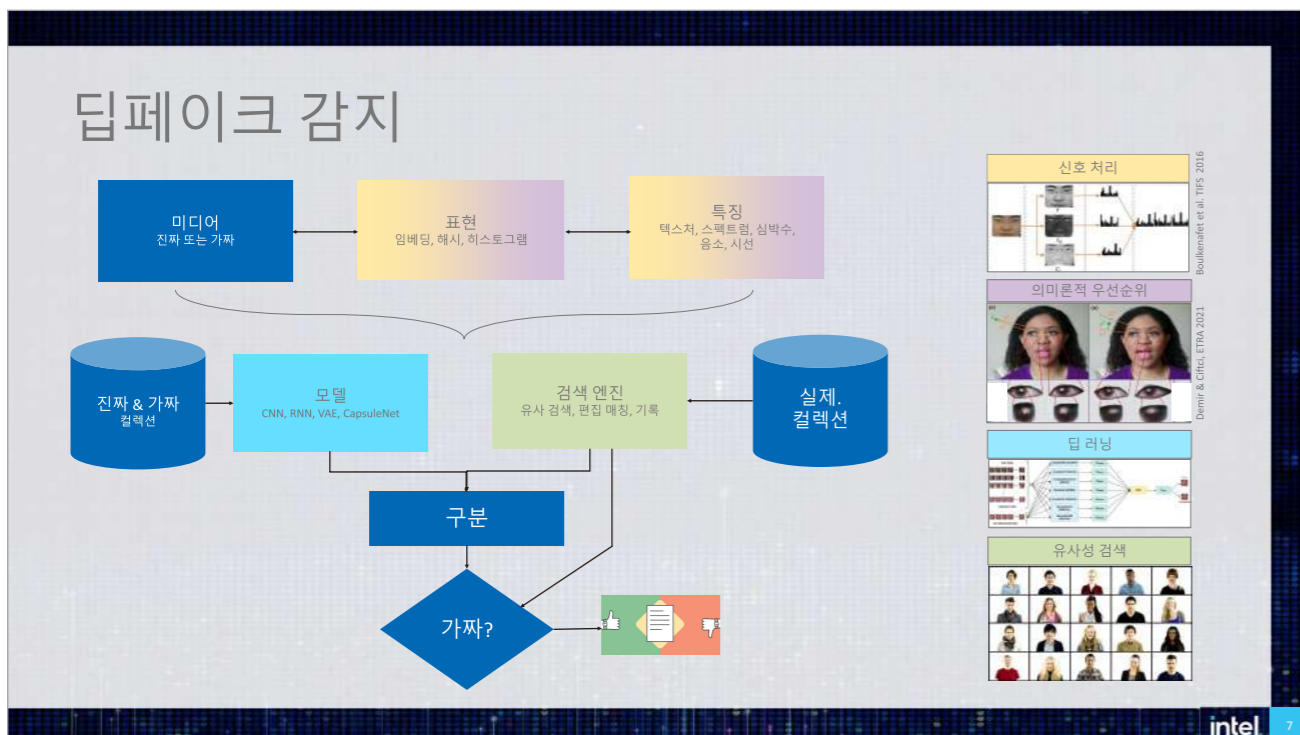 딥페이크 감지
미디어
진짜 또는 가짜
표현
임베딩, 해시, 히스토그램
특징
텍스처, 스펙트럼, 심박수,
음소, 시선
진짜 & 가짜
컬렉션
모델
CNN, RNN, VAE, CapsuleNet
검색 엔진
유사 검색, 편집 매칭, 기록
실제.
컬렉션
구분
가짜?
신호 처리
Boulkenafet et al. TIFS 2016
의미론적 우선순위
Demir & Ciftci, ETRA 2021
딥 러닝
유사성 검색
intel.
7